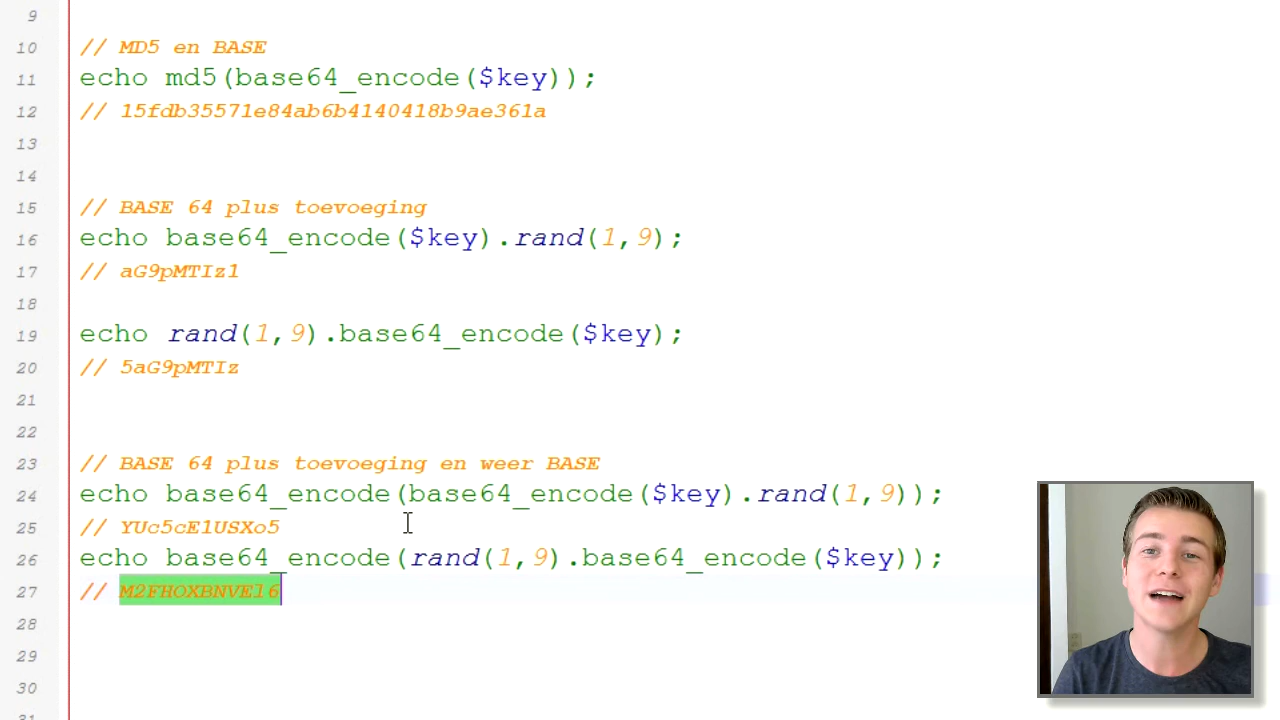 9
10 // MD5 en BASE
11 echo md5(base64_encode($key));
12 // 15fdb35571e84ab6b4140418b9ae361a
13
14
15 // BASE 64 plus toevoeging
16 echo base64_encode($key).rand(1,9);
17 // aG9pMTIz1
18
19 echo rand(1,9).base64_encode($key);
20 // 5aG9pMTIz
21
22
23 // BASE 64 plus toevoeging en weer BASE
24 echo base64_encode(base64_encode($key).rand(1,9));
25 // YUc5cE1USXo5
26 echo base64_encode(rand(1,9).base64_encode($key));
27 // M2FHOXBNVEl6
28
29
30
31